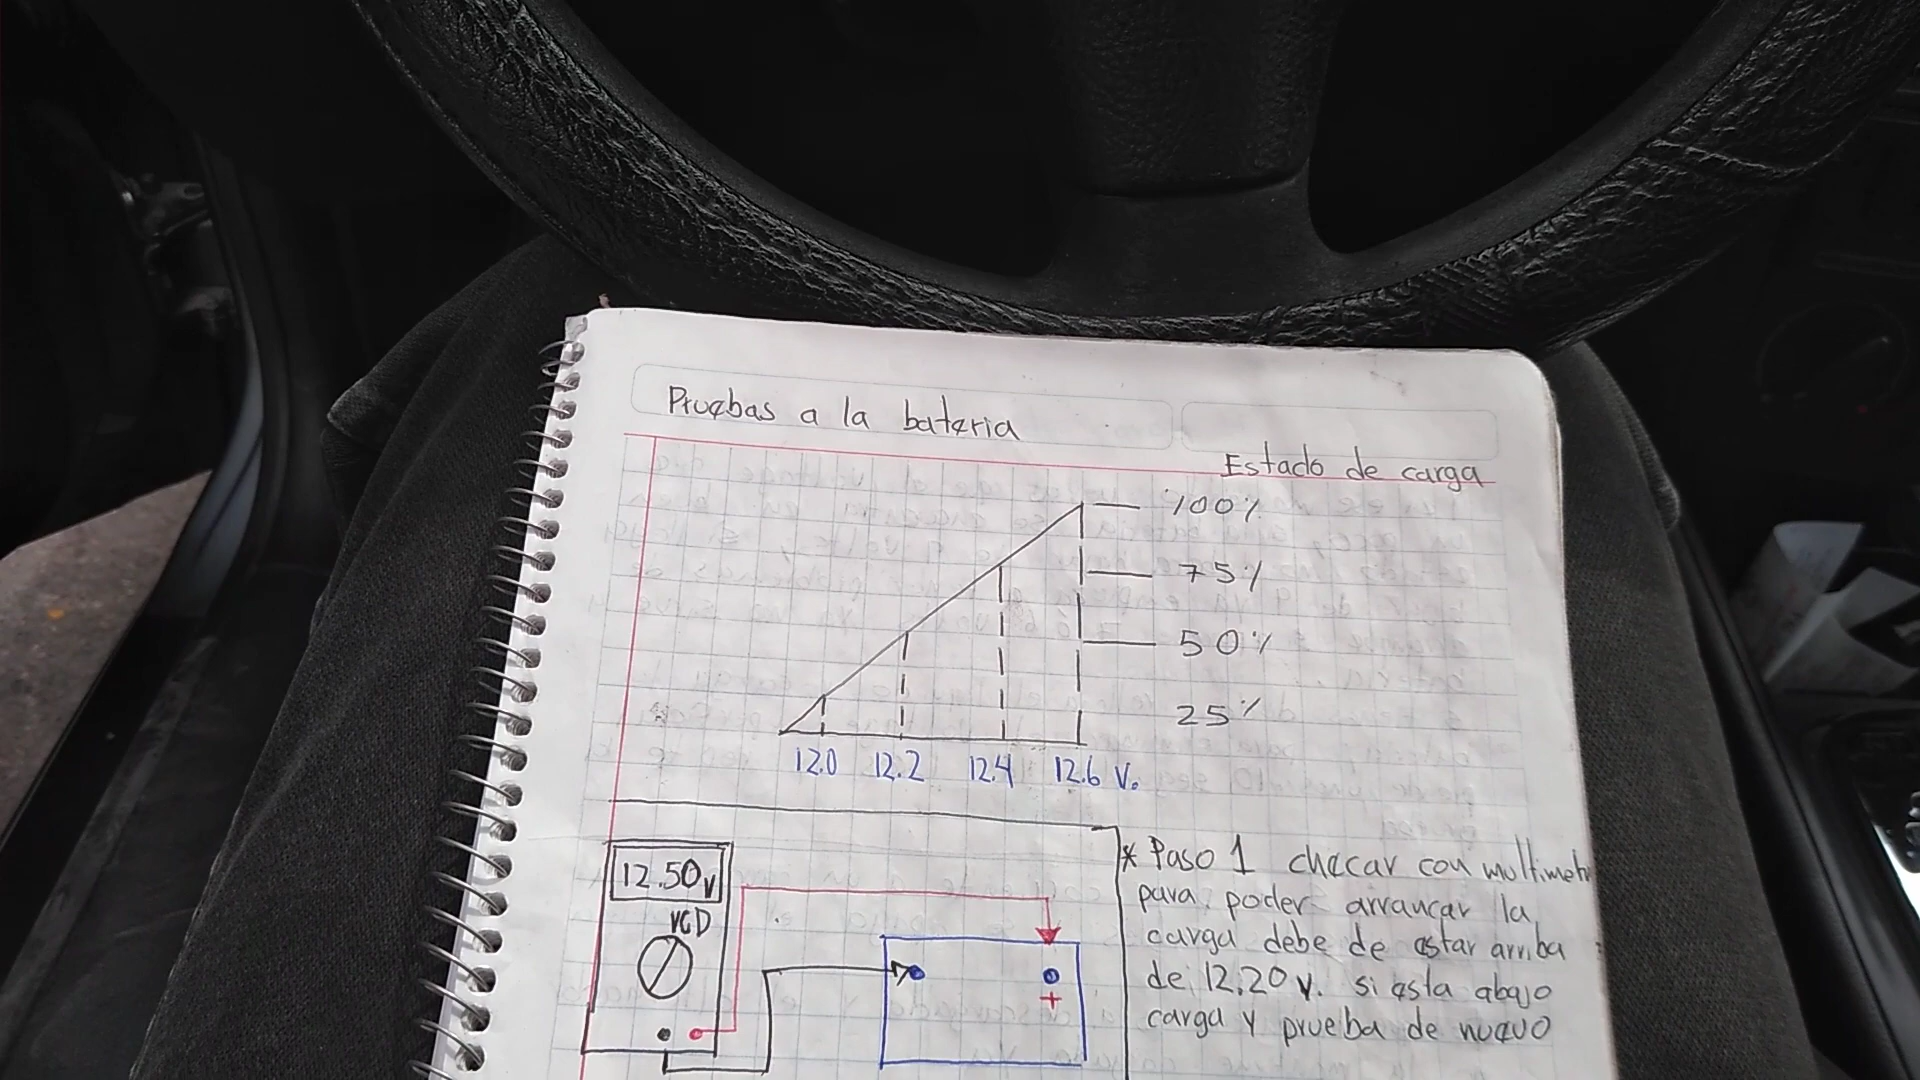 Pruebas a la bateria
Estado de carga
100%
75%
50%
25%
12.0 12.2 12.4 12.6 V.
12.50 v
VCD
+
* Paso 1 checar con multimetr
para poder arrancar la
carga debe de estar arriba
de 12.20 v. si esta abajo
carga y prueba de nuevo